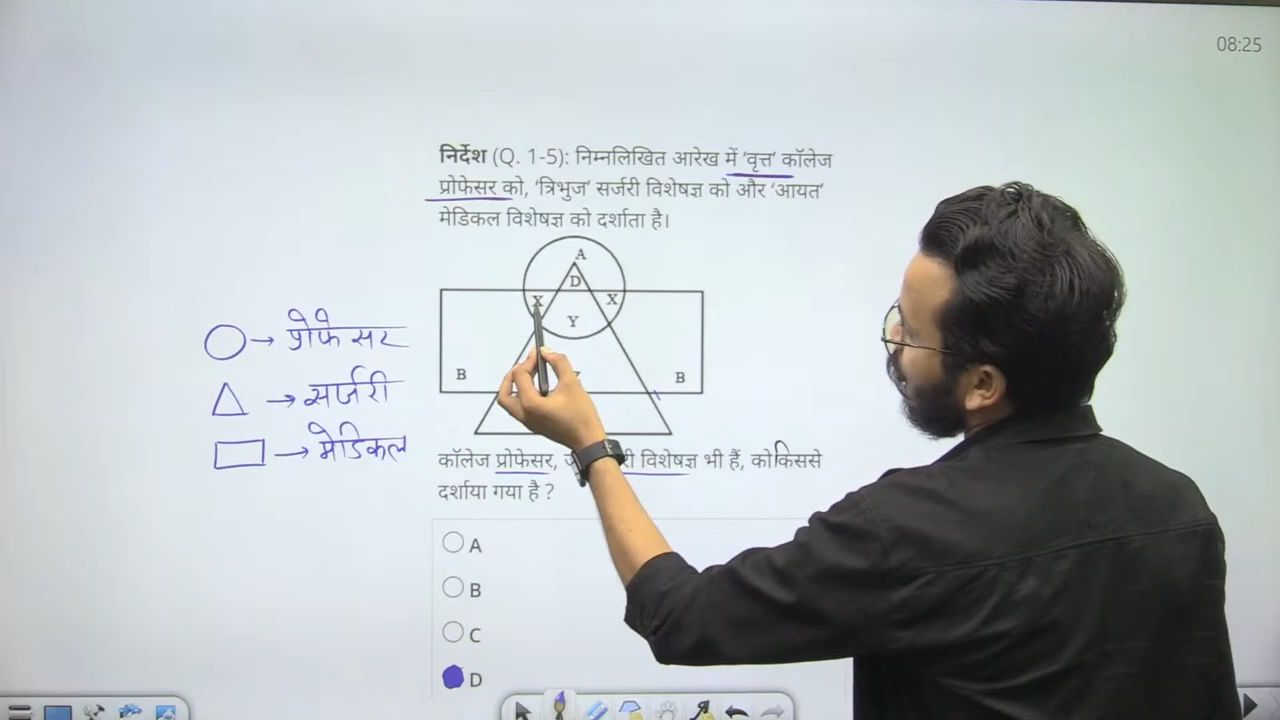 08:25
निर्देश (Q. 1-5): निम्नलिखित आरेख में ‘वृत्त’ कॉलेज
प्रोफेसर को, ‘त्रिभुज’ सर्जरी विशेषज्ञ को और ‘आयत’
मेडिकल विशेषज्ञ को दर्शाता है।
A
D
X X
Y
B B
→ प्रोफेसर
→ सर्जरी
→ मेडिकल
कॉलेज प्रोफेसर, विशेषज्ञ भी हैं, कोकिससे
दर्शाया गया है ?
A
B
C
D